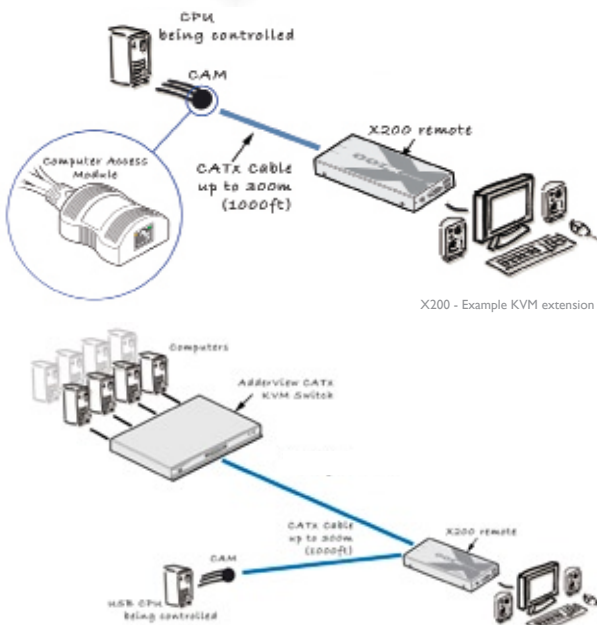 CPU
being controlled
CAM
X200 remote
Computer Access
Module
CATx Cable
up to 300m
(1000ft)
X200 - Example KVM extension
Computers
AdderView CATx
KVM Switch
CATx Cable
up to 300m
(1000ft)
X200 remote
CAM
USB CPU
being controlled